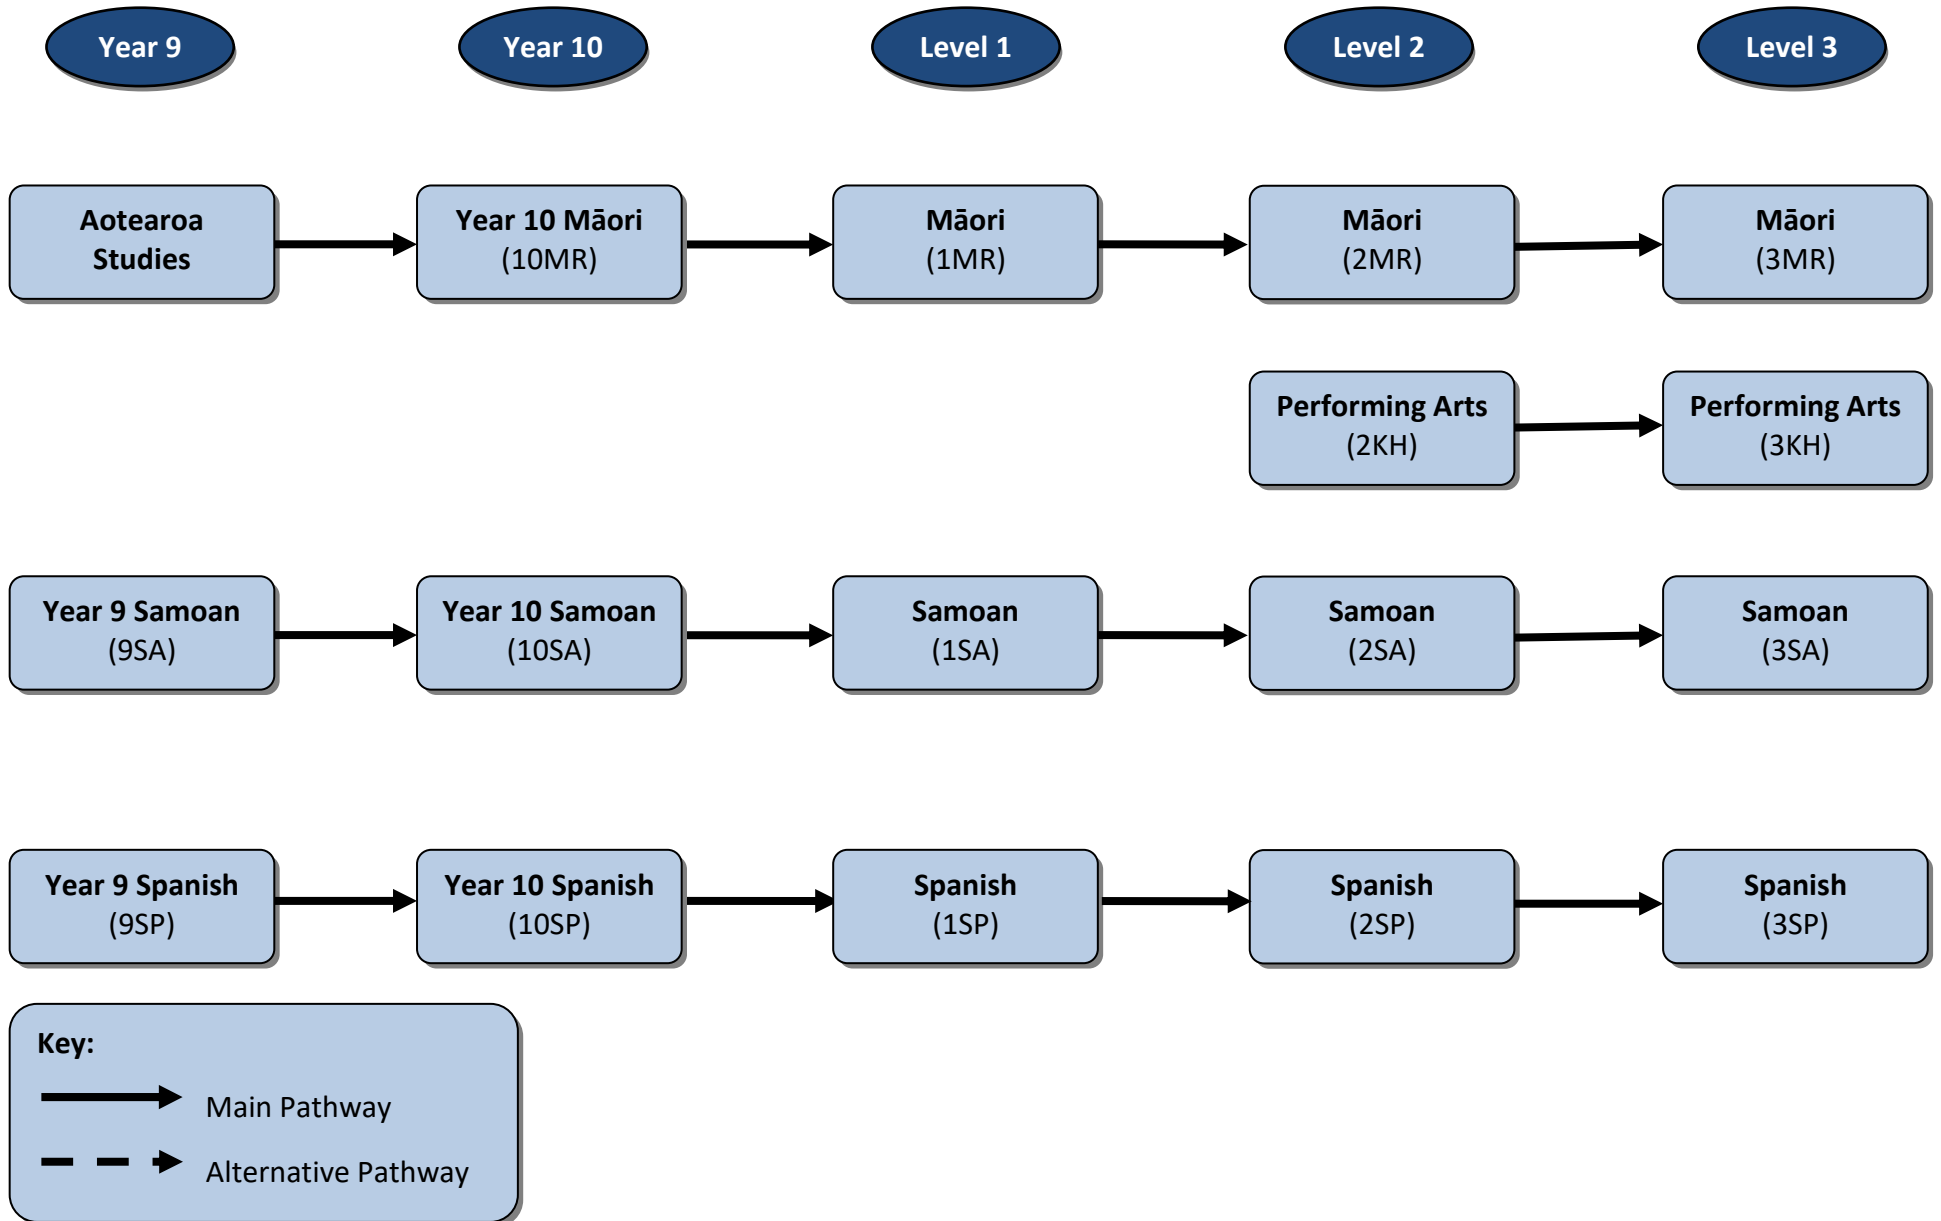 Year 9
Year 10
Level 1
Level 2
Level 3
Aotearoa
Studies
Year 10 Māori
(10MR)
Māori
(1MR)
Māori
(2MR)
Māori
(3MR)
Performing Arts
(2KH)
Performing Arts
(3KH)
Year 9 Samoan
(9SA)
Year 10 Samoan
(10SA)
Samoan
(1SA)
Samoan
(2SA)
Samoan
(3SA)
Year 9 Spanish
(9SP)
Year 10 Spanish
(10SP)
Spanish
(1SP)
Spanish
(2SP)
Spanish
(3SP)
Key:
Main Pathway
Alternative Pathway